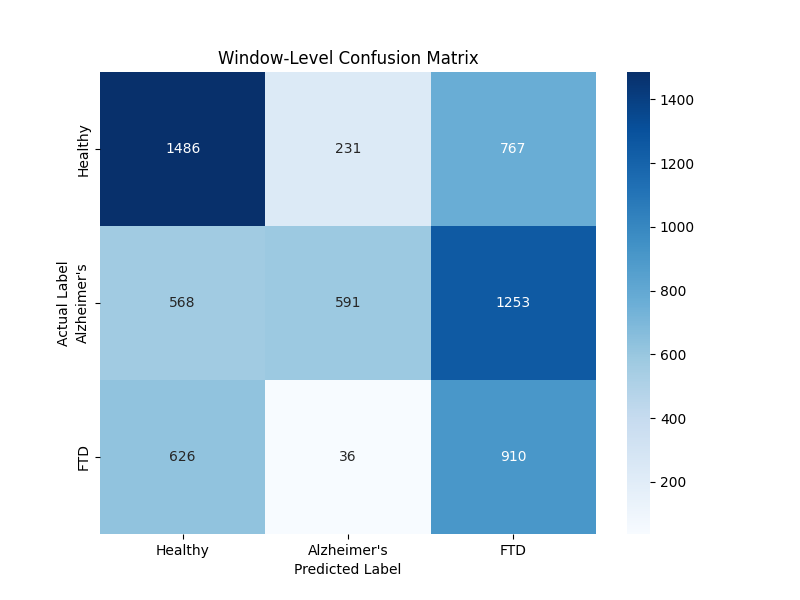 Window-Level Confusion Matrix
Actual Label
Healthy
Alzheimer's
FTD
1486 231 767
568 591 1253
626 36 910
Healthy Alzheimer's FTD
Predicted Label
1400
1200
1000
800
600
400
200